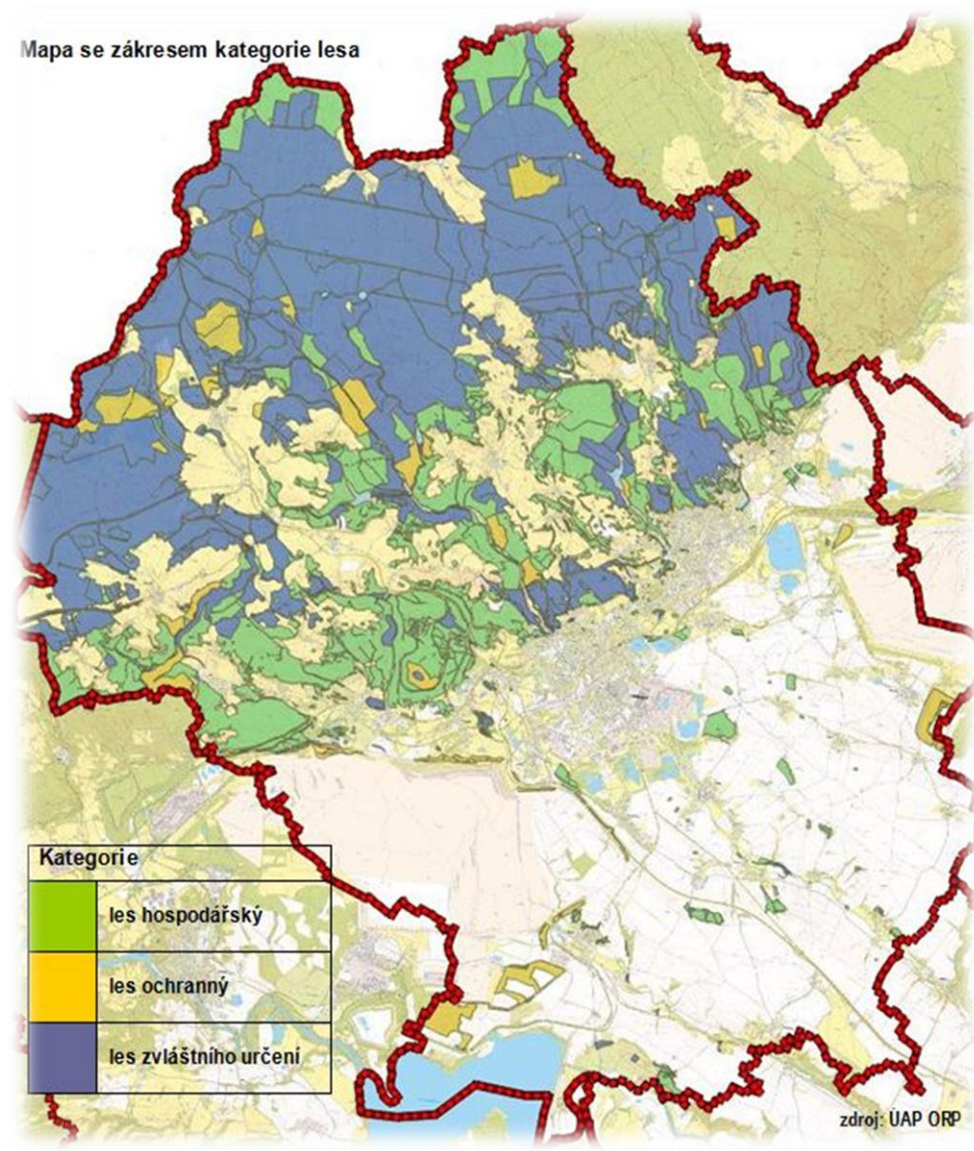 Mapa se zákresem kategorie lesa
Kategorie
les hospodářský
les ochranný
les zvláštního určení
zdroj: ÚAP ORP